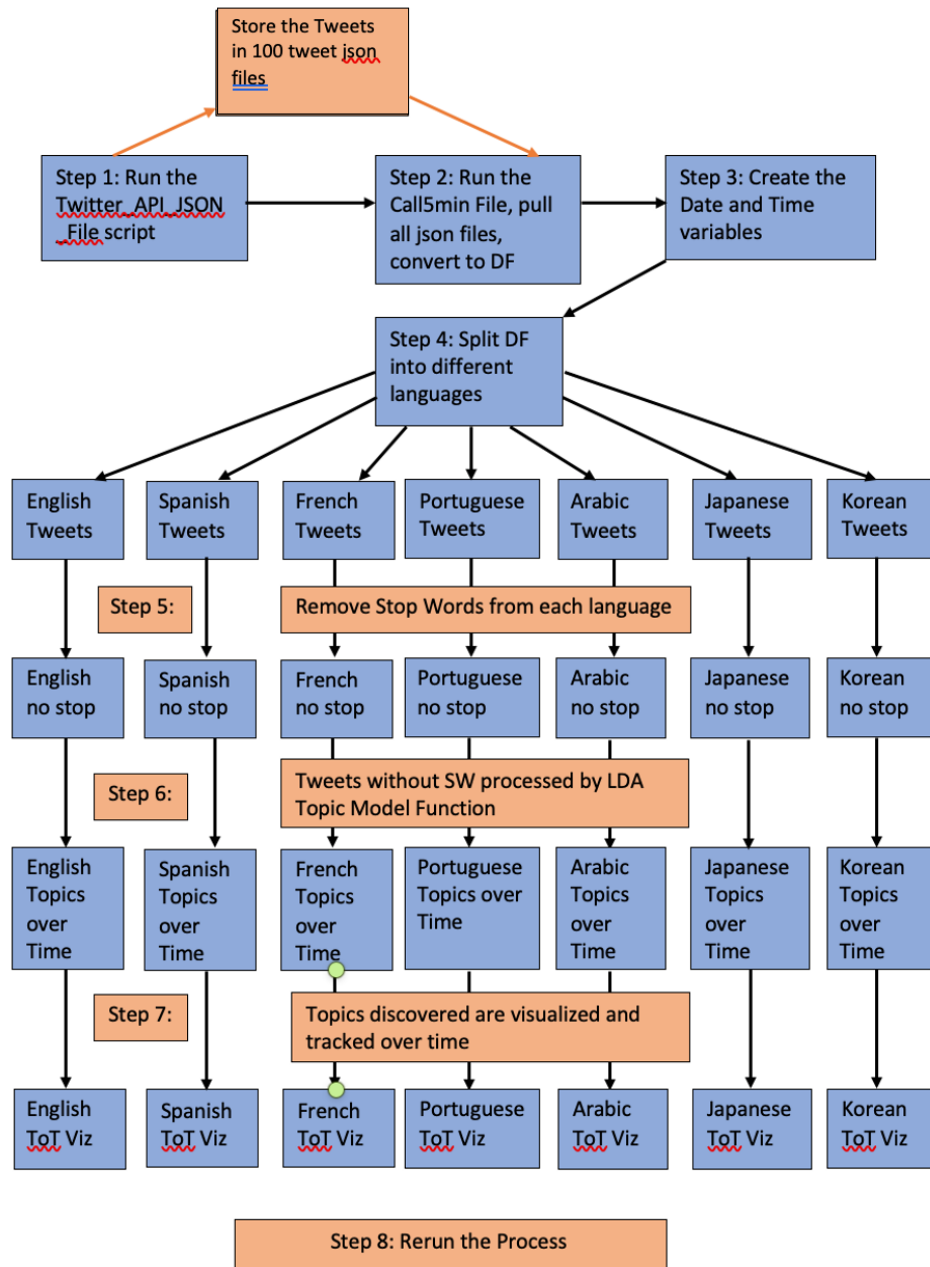 Store the Tweets
in 100 tweet json
files
Step 1: Run the
Twitter_API_JSON
_File script
Step 2: Run the
Call5min File, pull
all json files,
convert to DF
Step 3: Create the
Date and Time
variables
Step 4: Split DF
into different
languages
English
Tweets
Spanish
Tweets
French
Tweets
Portuguese
Tweets
Arabic
Tweets
Japanese
Tweets
Korean
Tweets
Step 5:
Remove Stop Words from each language
English
no stop
Spanish
no stop
French
no stop
Portuguese
no stop
Arabic
no stop
Japanese
no stop
Korean
no stop
Step 6:
Tweets without SW processed by LDA
Topic Model Function
English
Topics
over
Time
Spanish
Topics
over
Time
French
Topics
over
Time
Portuguese
Topics over
Time
Arabic
Topics
over
Time
Japanese
Topics
over
Time
Korean
Topics
over
Time
Step 7:
Topics discovered are visualized and
tracked over time
English
ToT Viz
Spanish
ToT Viz
French
ToT Viz
Portuguese
ToT Viz
Arabic
ToT Viz
Japanese
ToT Viz
Korean
ToT Viz
Step 8: Rerun the Process